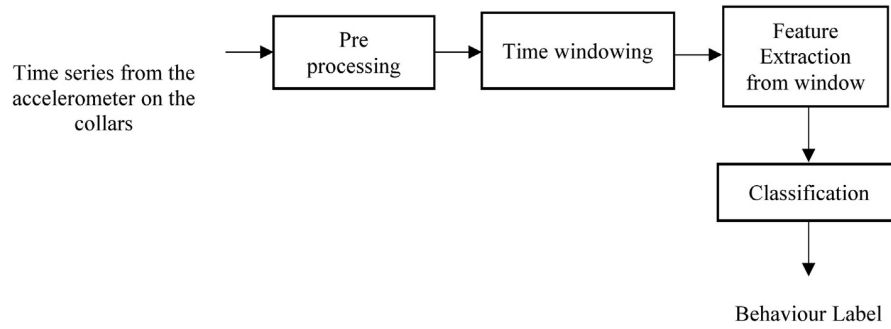 Time series from the
accelerometer on the
collars
Pre
processing
Time windowing
Feature
Extraction
from window
Classification
Behaviour Label